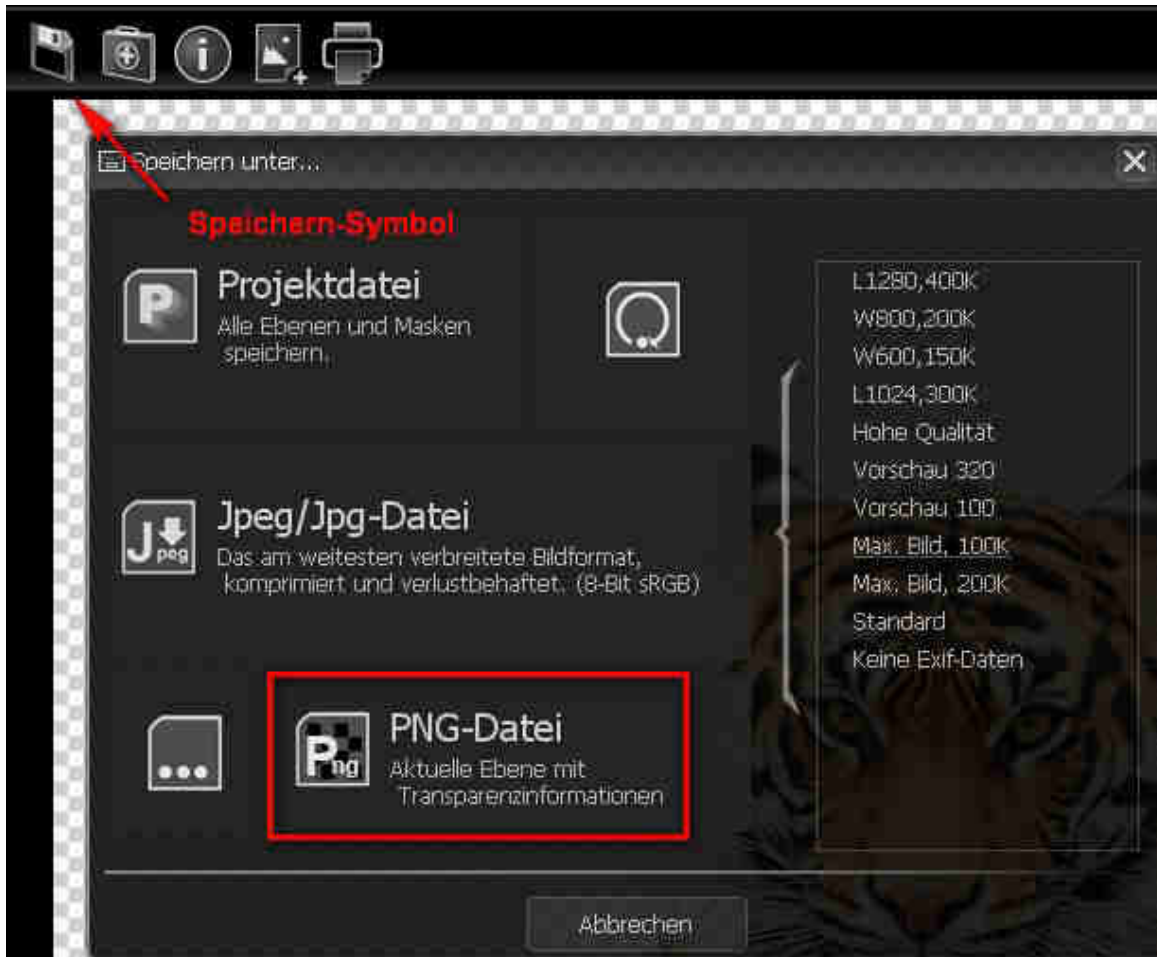 Speichern unter...
Speichern-Symbol
P
Projektdatei
Alle Ebenen und Masken
speichern.
J peg
Jpeg/Jpg-Datei
Das am weitesten verbreitete Bildformat,
komprimiert und verlustbehaftet. (8-Bit sRGB)
Png
PNG-Datei
Aktuelle Ebene mit
Transparenzinformationen
L1280,400K
W800,200K
W600,150K
L1024,300K
Hohe Qualität
Vorschau 320
Vorschau 100
Max. Bild, 100K
Max. Bild, 200K
Standard
Keine Exif-Daten
Abbrechen